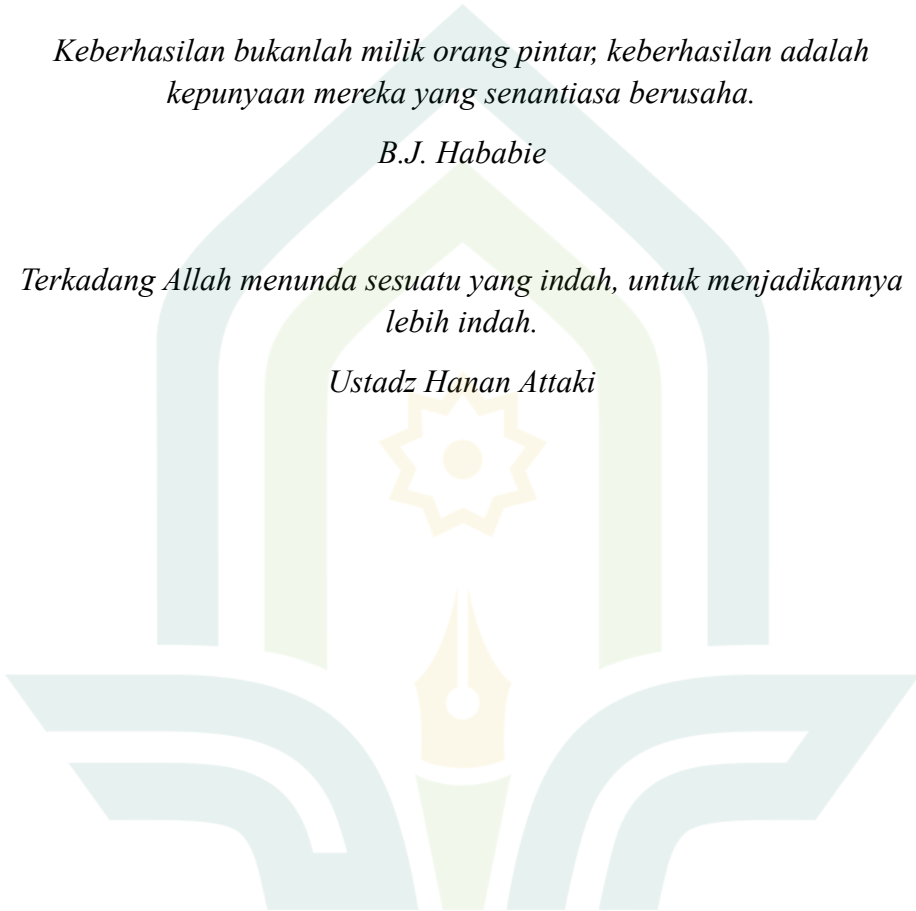 Keberhasilan bukanlah milik orang pintar, keberhasilan adalah
kepunyaan mereka yang senantiasa berusaha.
B.J. Hababie
Terkadang Allah menunda sesuatu yang indah, untuk menjadikannya
lebih indah.
Ustadz Hanan Attaki